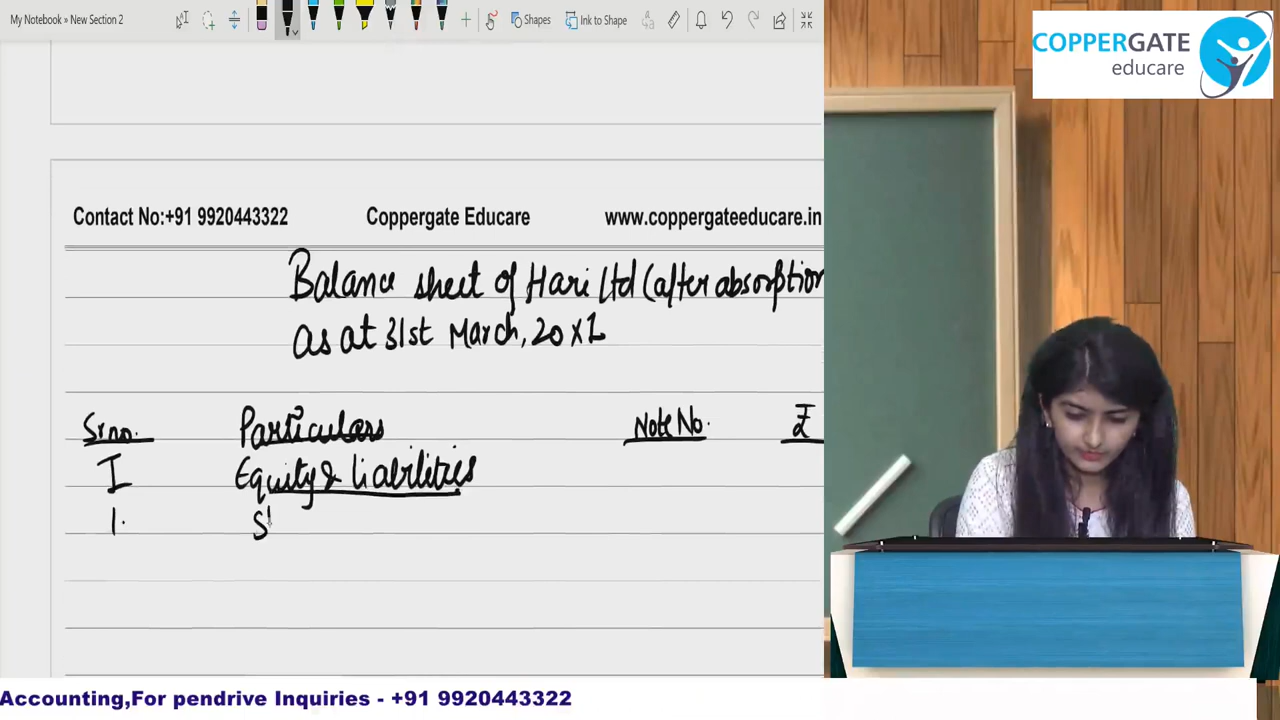 My Notebook » New Section 2
Shapes
Ink to Shape
COPPERGATE
educare
Contact No:+91 9920443322 Coppergate Educare www.coppergateeducare.in
Balance sheet of Hari Ltd (after absorption
as at 31st March, 20X1
Sr no. Particulars Note No. ₹
I Equity & liabilities
1. S
Accounting,For pendrive Inquiries - +91 9920443322